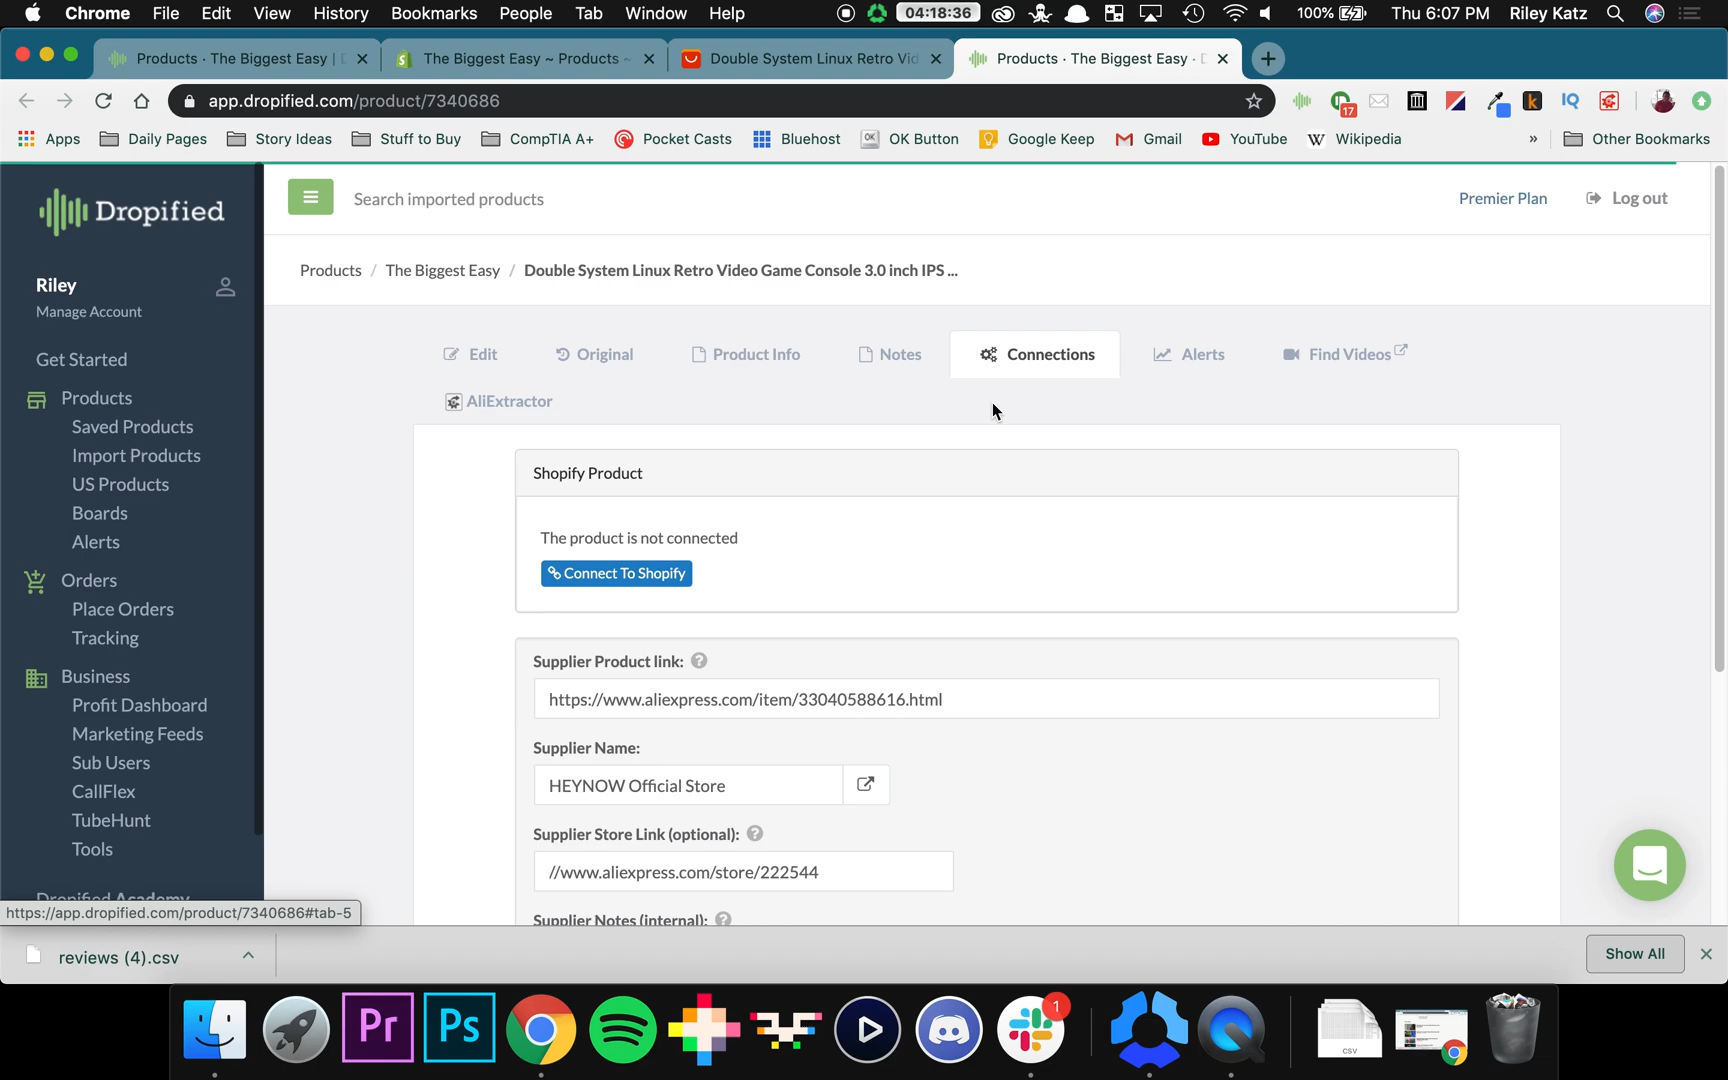 Chrome File Edit View History Bookmarks People Tab Window Help 04:18:36 100% Thu 6:07 PM Riley Katz
Products · The Biggest Easy |
The Biggest Easy ~ Products ~
Double System Linux Retro Vid
Products · The Biggest Easy ·
app.dropified.com/product/7340686
17
Apps Daily Pages Story Ideas Stuff to Buy CompTIA A+ Pocket Casts Bluehost OK Button Google Keep Gmail YouTube Wikipedia » Other Bookmarks
Dropified
Search imported products
Premier Plan
Log out
Riley
Manage Account
Products / The Biggest Easy / Double System Linux Retro Video Game Console 3.0 inch IPS ...
Get Started
Products
Saved Products
Import Products
US Products
Boards
Alerts
Orders
Place Orders
Tracking
Business
Profit Dashboard
Marketing Feeds
Sub Users
CallFlex
TubeHunt
Tools
Dropified Academy
Edit Original Product Info Notes Connections Alerts Find Videos
AliExtractor
Shopify Product
The product is not connected
Connect To Shopify
Supplier Product link: ?
https://www.aliexpress.com/item/33040588616.html
Supplier Name:
HEYNOW Official Store
Supplier Store Link (optional): ?
//www.aliexpress.com/store/222544
Supplier Notes (internal): ?
https://app.dropified.com/product/7340686#tab-5
reviews (4).csv
Show All
Pr Ps 1 CSV